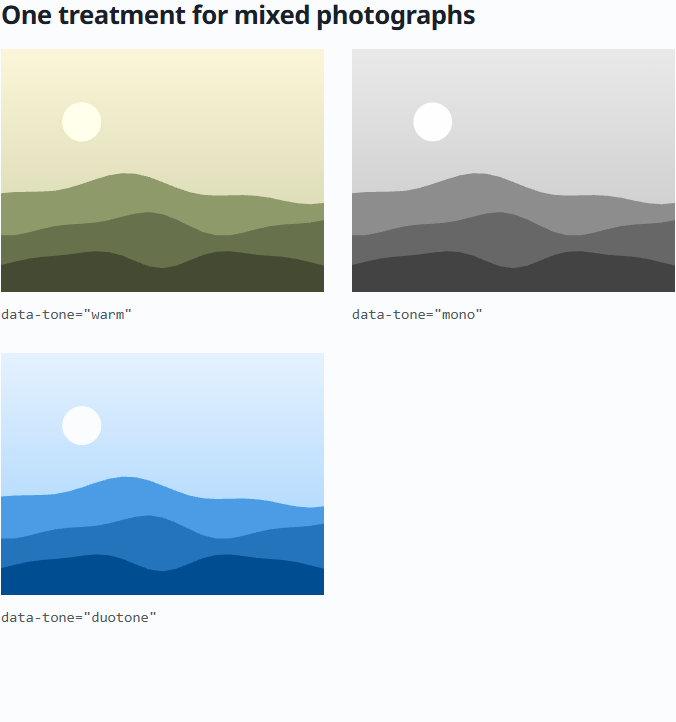 One treatment for mixed photographs
data-tone="warm"
data-tone="mono"
data-tone="duotone"